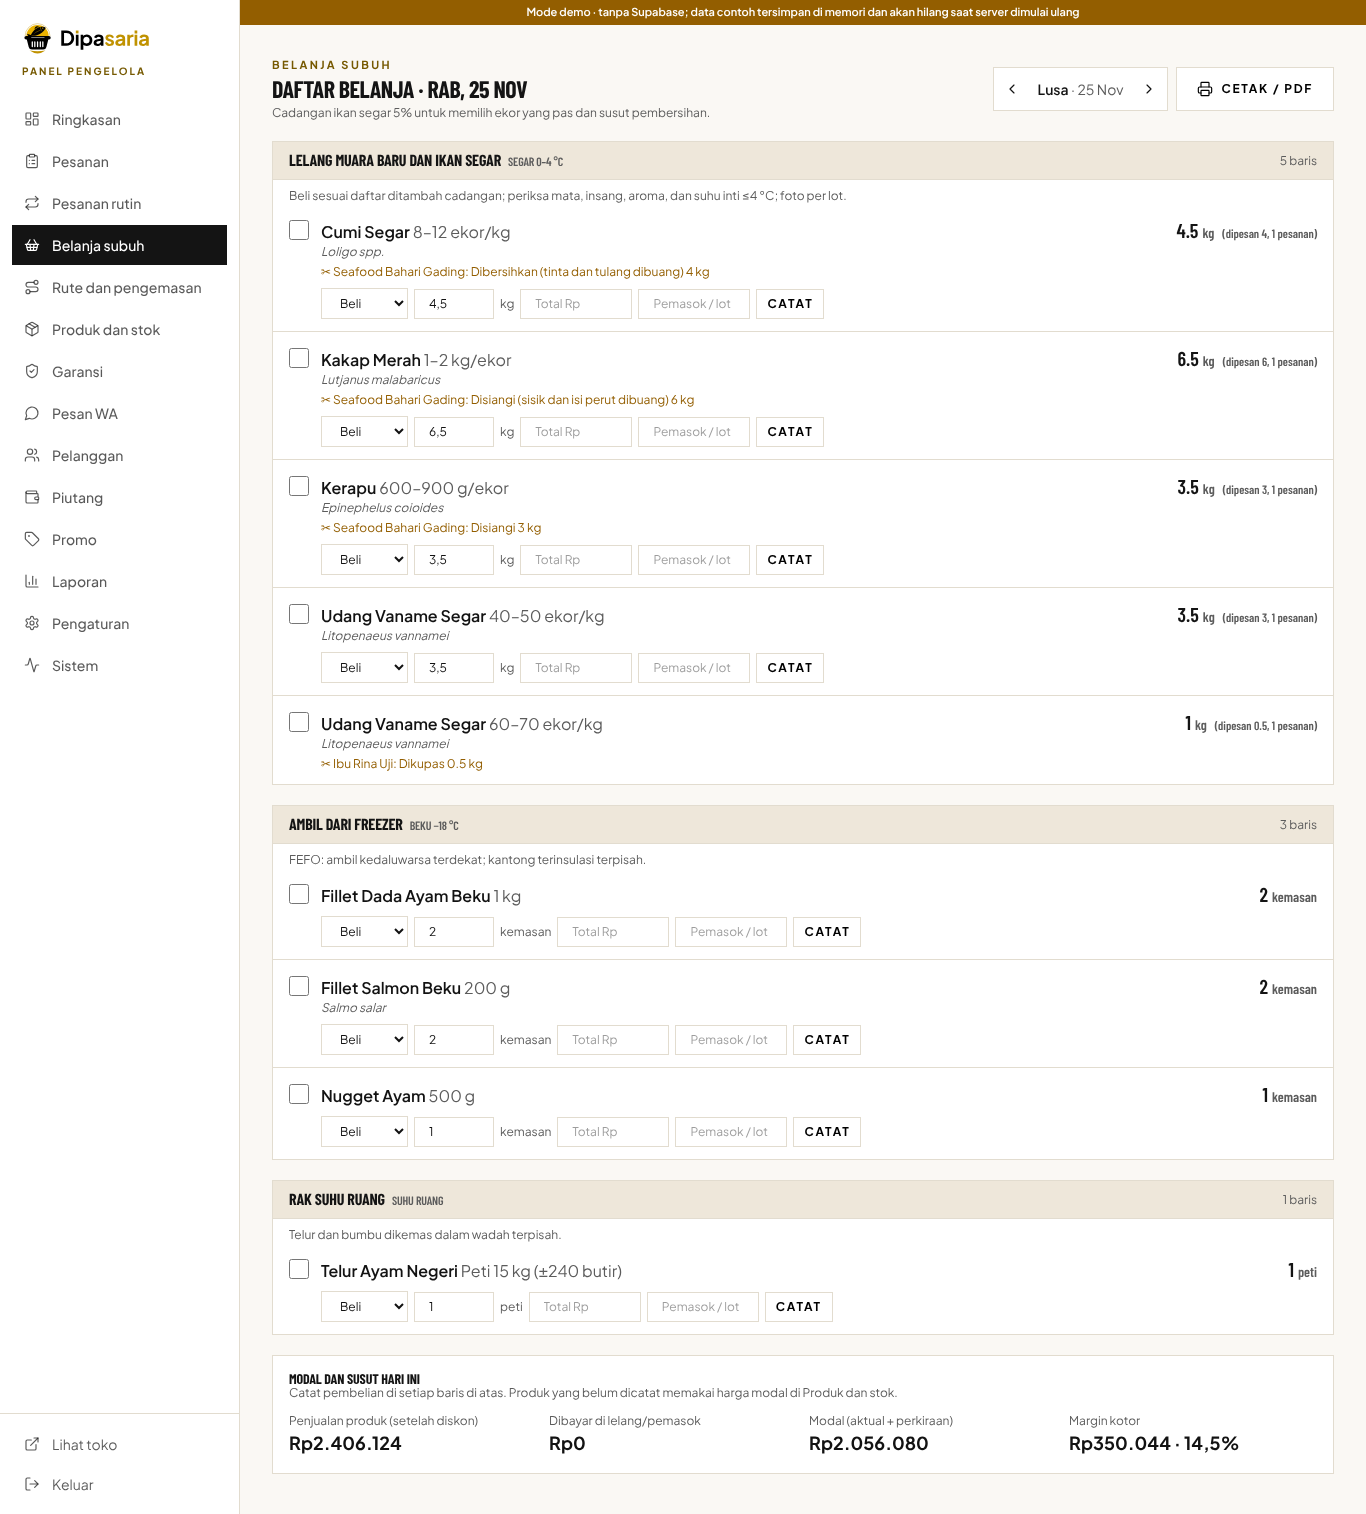 Mode demo · tanpa Supabase; data contoh tersimpan di memori dan akan hilang saat server dimulai ulang
Dipasaria
PANEL PENGELOLA
Ringkasan
Pesanan
Pesanan rutin
Belanja subuh
Rute dan pengemasan
Produk dan stok
Garansi
Pesan WA
Pelanggan
Piutang
Promo
Laporan
Pengaturan
Sistem
Lihat toko
Keluar
BELANJA SUBUH
DAFTAR BELANJA · RAB, 25 NOV
Cadangan ikan segar 5% untuk memilih ekor yang pas dan susut pembersihan.
Lusa · 25 Nov
CETAK / PDF
LELANG MUARA BARU DAN IKAN SEGAR SEGAR 0–4 °C 5 baris
Beli sesuai daftar ditambah cadangan; periksa mata, insang, aroma, dan suhu inti ≤4 °C; foto per lot.
Cumi Segar 8–12 ekor/kg 4.5 kg (dipesan 4, 1 pesanan)
Loligo spp.
✂ Seafood Bahari Gading: Dibersihkan (tinta dan tulang dibuang) 4 kg
Beli 4,5 kg Total Rp Pemasok / lot CATAT
Kakap Merah 1–2 kg/ekor 6.5 kg (dipesan 6, 1 pesanan)
Lutjanus malabaricus
✂ Seafood Bahari Gading: Disiangi (sisik dan isi perut dibuang) 6 kg
Beli 6,5 kg Total Rp Pemasok / lot CATAT
Kerapu 600–900 g/ekor 3.5 kg (dipesan 3, 1 pesanan)
Epinephelus coioides
✂ Seafood Bahari Gading: Disiangi 3 kg
Beli 3,5 kg Total Rp Pemasok / lot CATAT
Udang Vaname Segar 40–50 ekor/kg 3.5 kg (dipesan 3, 1 pesanan)
Litopenaeus vannamei
Beli 3,5 kg Total Rp Pemasok / lot CATAT
Udang Vaname Segar 60–70 ekor/kg 1 kg (dipesan 0.5, 1 pesanan)
Litopenaeus vannamei
✂ Ibu Rina Uji: Dikupas 0.5 kg
AMBIL DARI FREEZER BEKU −18 °C 3 baris
FEFO: ambil kedaluwarsa terdekat; kantong terinsulasi terpisah.
Fillet Dada Ayam Beku 1 kg 2 kemasan
Beli 2 kemasan Total Rp Pemasok / lot CATAT
Fillet Salmon Beku 200 g 2 kemasan
Salmo salar
Beli 2 kemasan Total Rp Pemasok / lot CATAT
Nugget Ayam 500 g 1 kemasan
Beli 1 kemasan Total Rp Pemasok / lot CATAT
RAK SUHU RUANG SUHU RUANG 1 baris
Telur dan bumbu dikemas dalam wadah terpisah.
Telur Ayam Negeri Peti 15 kg (±240 butir) 1 peti
Beli 1 peti Total Rp Pemasok / lot CATAT
MODAL DAN SUSUT HARI INI
Catat pembelian di setiap baris di atas. Produk yang belum dicatat memakai harga modal di Produk dan stok.
Penjualan produk (setelah diskon) Dibayar di lelang/pemasok Modal (aktual + perkiraan) Margin kotor
Rp2.406.124 Rp0 Rp2.056.080 Rp350.044 · 14,5%